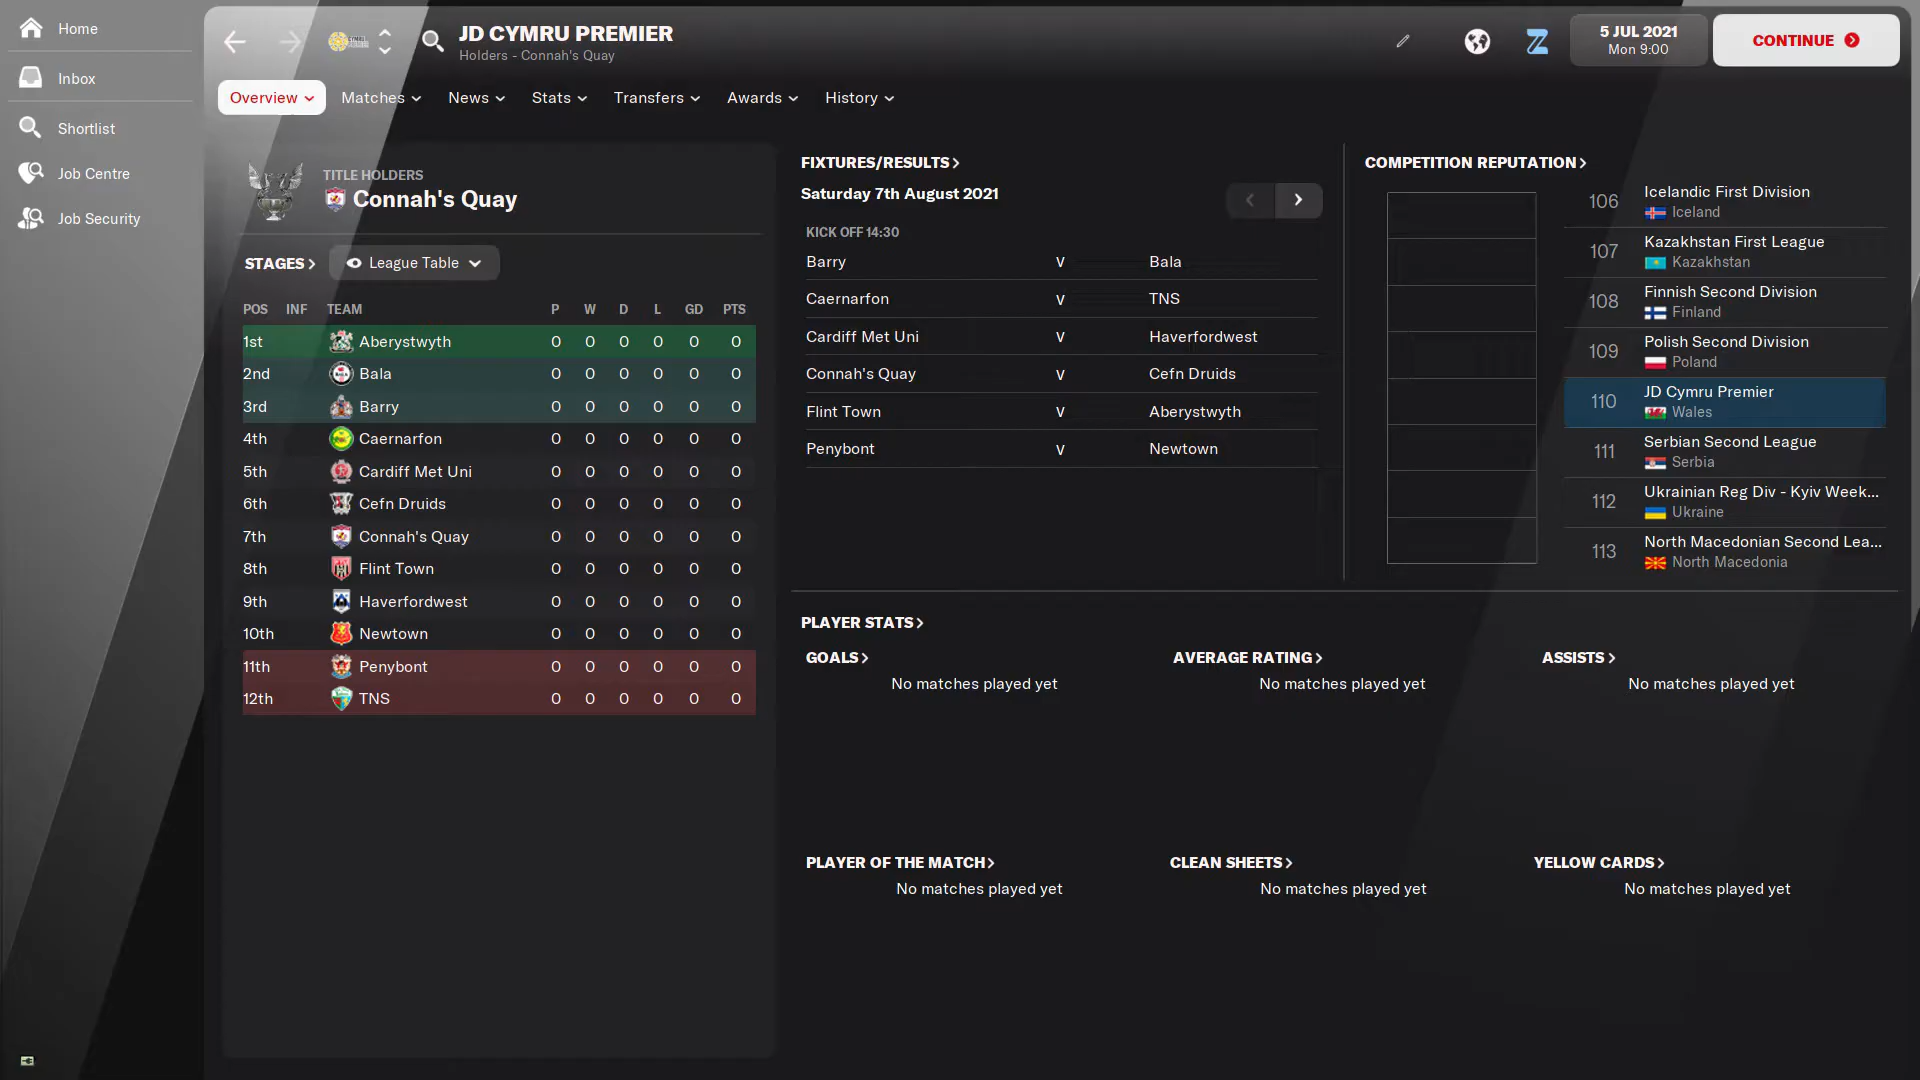 Home
Inbox
Shortlist
Job Centre
Job Security
JD CYMRU PREMIER
Holders - Connah's Quay
5 JUL 2021
Mon 9:00
CONTINUE
Overview Matches News Stats Transfers Awards History
TITLE HOLDERS
Connah's Quay
STAGES League Table
POS INF TEAM P W D L GD PTS
1st Aberystwyth 0 0 0 0 0 0
2nd Bala 0 0 0 0 0 0
3rd Barry 0 0 0 0 0 0
4th Caernarfon 0 0 0 0 0 0
5th Cardiff Met Uni 0 0 0 0 0 0
6th Cefn Druids 0 0 0 0 0 0
7th Connah's Quay 0 0 0 0 0 0
8th Flint Town 0 0 0 0 0 0
9th Haverfordwest 0 0 0 0 0 0
10th Newtown 0 0 0 0 0 0
11th Penybont 0 0 0 0 0 0
12th TNS 0 0 0 0 0 0
FIXTURES/RESULTS
Saturday 7th August 2021
KICK OFF 14:30
Barry V Bala
Caernarfon V TNS
Cardiff Met Uni V Haverfordwest
Connah's Quay V Cefn Druids
Flint Town V Aberystwyth
Penybont V Newtown
COMPETITION REPUTATION
106 Icelandic First Division
Iceland
107 Kazakhstan First League
Kazakhstan
108 Finnish Second Division
Finland
109 Polish Second Division
Poland
110 JD Cymru Premier
Wales
111 Serbian Second League
Serbia
112 Ukrainian Reg Div - Kyiv Week...
Ukraine
113 North Macedonian Second Lea...
North Macedonia
PLAYER STATS
GOALS
No matches played yet
AVERAGE RATING
No matches played yet
ASSISTS
No matches played yet
PLAYER OF THE MATCH
No matches played yet
CLEAN SHEETS
No matches played yet
YELLOW CARDS
No matches played yet